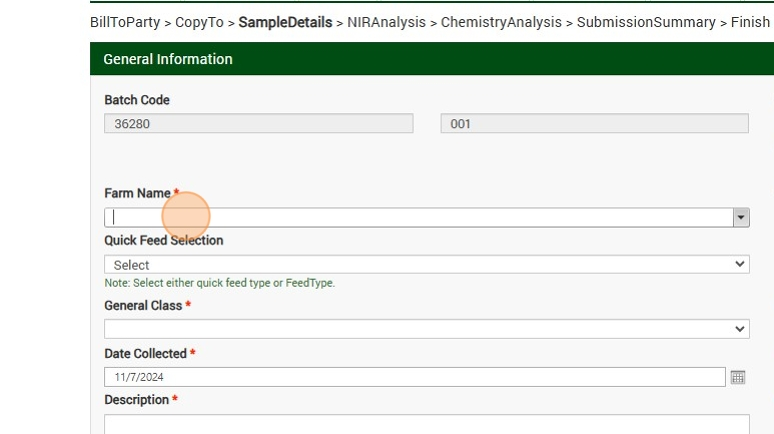 BillToParty > CopyTo > SampleDetails > NIRAnalysis > ChemistryAnalysis > SubmissionSummary > Finish
General Information
Batch Code
36280 001
Farm Name *
Quick Feed Selection
Select
Note: Select either quick feed type or FeedType.
General Class *
Date Collected *
11/7/2024
Description *